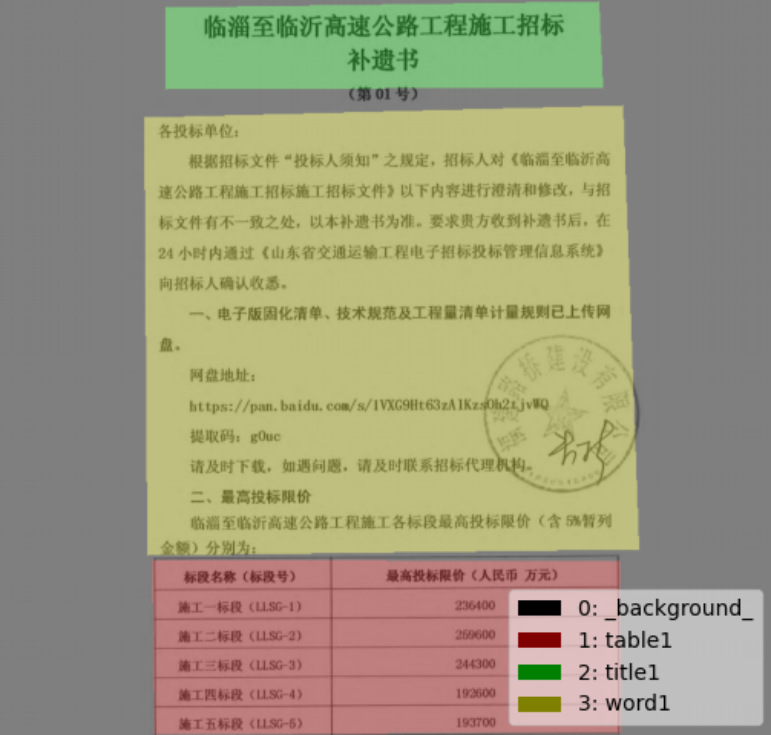 临淄至临沂高速公路工程施工招标
补遗书
（第 01 号）
各投标单位：
根据招标文件“投标人须知”之规定，招标人对《临淄至临沂高
速公路工程施工招标施工招标文件》以下内容进行澄清和修改，与招
标文件有不一致之处，以本补遗书为准。要求贵方收到补遗书后，在
24 小时内通过《山东省交通运输工程电子招标投标管理信息系统》
向招标人确认收悉。
一、电子版固化清单、技术规范及工程量清单计量规则已上传网
盘。
网盘地址：
提取码：g0uc
请及时下载，如遇问题，请及时联系招标代理机构。
二、最高投标限价
临淄至临沂高速公路工程施工各标段最高投标限价（含 5%暂列
金额）分别为：
标段名称（标段号） 最高投标限价（人民币 万元）
施工一标段（LLSG-1） 236400
施工二标段（LLSG-2） 259600
施工三标段（LLSG-3） 244300
施工四标段（LLSG-4） 192600
施工五标段（LLSG-5） 193700
路桥建设有限公司
0: _background_
1: table1
2: title1
3: word1